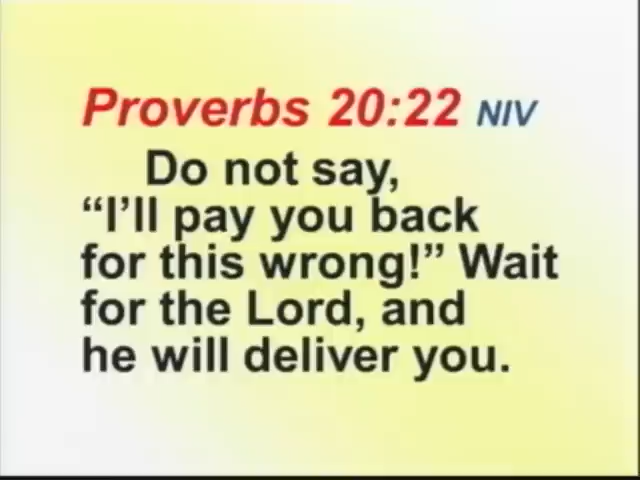 Proverbs 20:22 NIV
Do not say,
“I’ll pay you back
for this wrong!” Wait
for the Lord, and
he will deliver you.